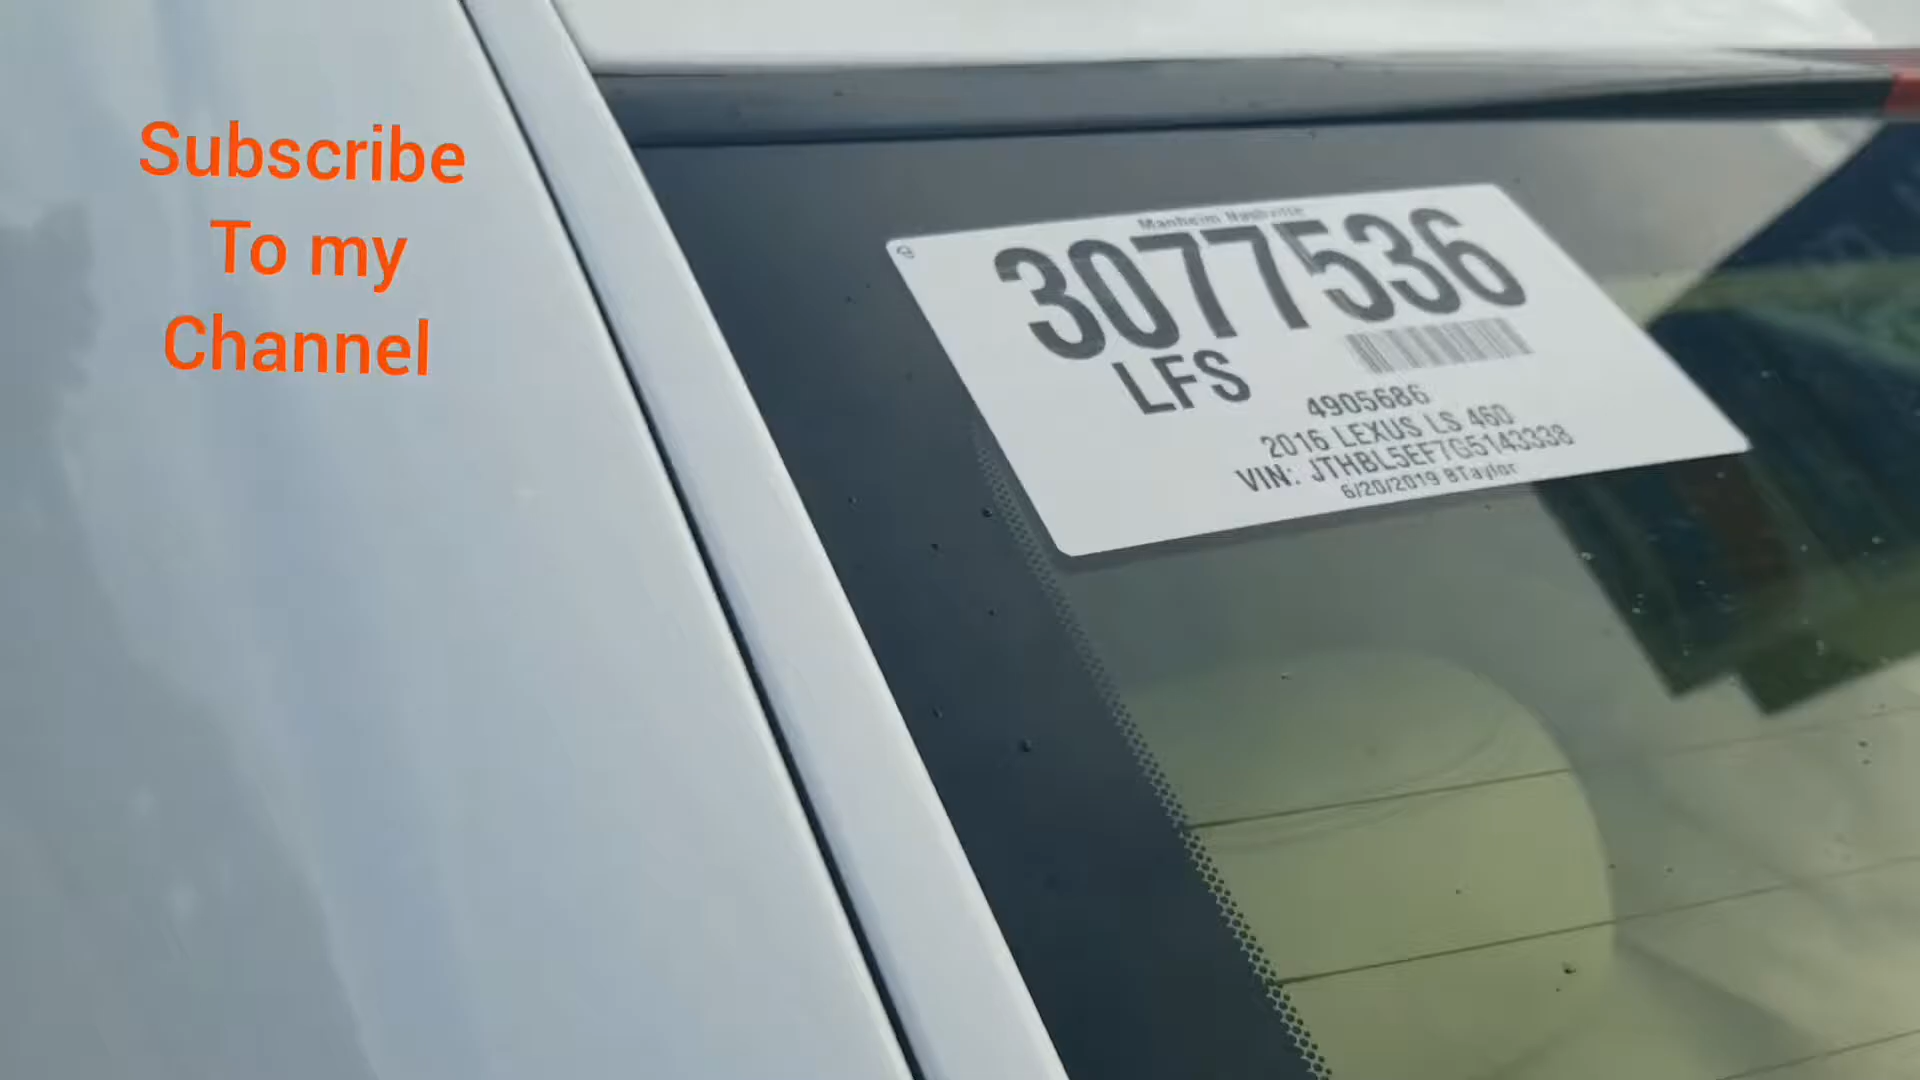 Subscribe
To my
Channel
Manheim Nashville
3077536
LFS
4905686
2016 LEXUS LS 460
VIN: JTHBL5EF7G5143338
6/20/2019 BTaylor